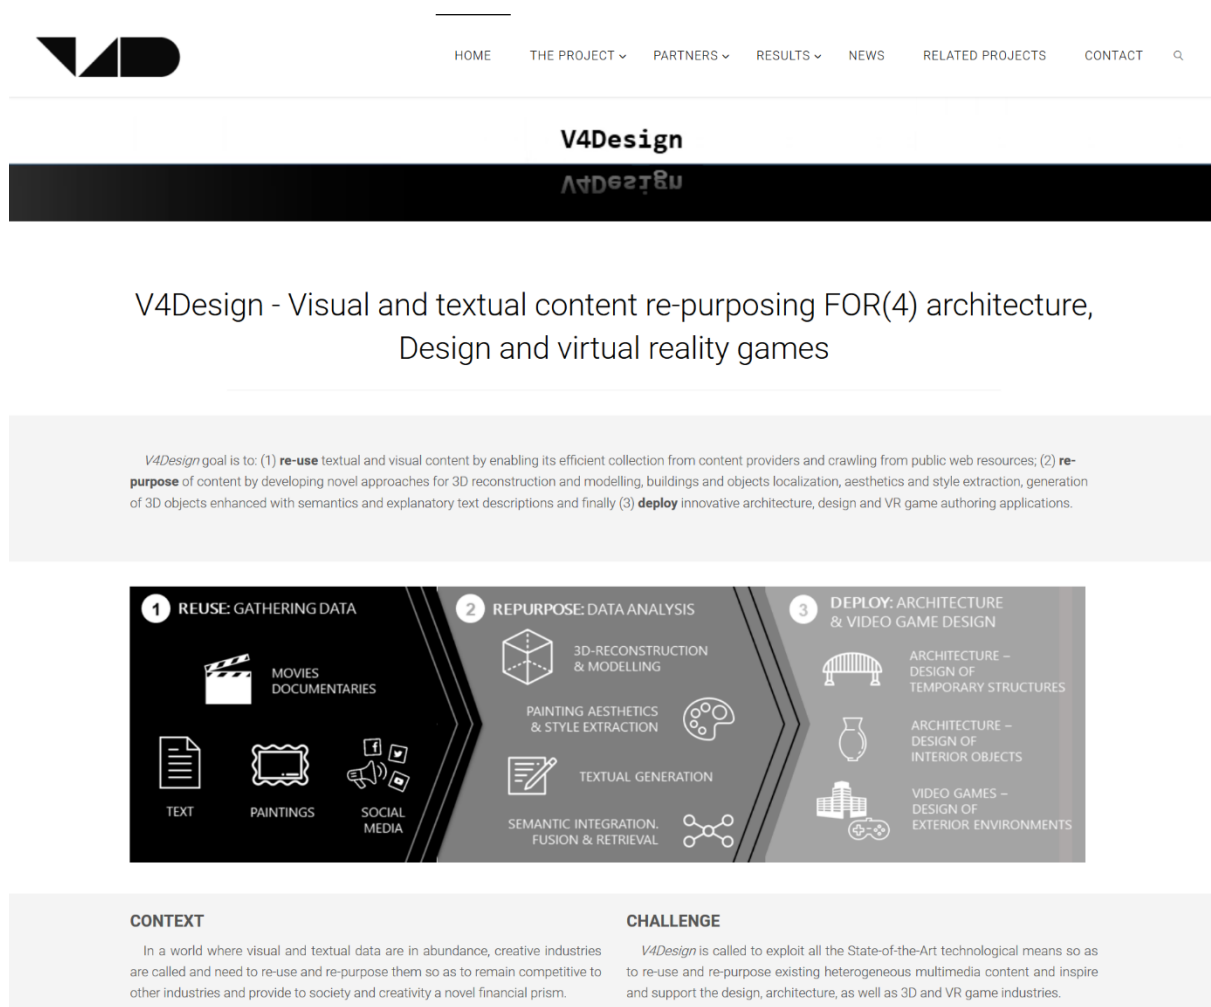 HOME THE PROJECT PARTNERS RESULTS NEWS RELATED PROJECTS CONTACT
V4Design
V4Design
V4Design - Visual and textual content re-purposing FOR(4) architecture,
Design and virtual reality games
V4Design goal is to: (1) re-use textual and visual content by enabling its efficient collection from content providers and crawling from public web resources; (2) re-
purpose of content by developing novel approaches for 3D reconstruction and modelling, buildings and objects localization, aesthetics and style extraction, generation
of 3D objects enhanced with semantics and explanatory text descriptions and finally (3) deploy innovative architecture, design and VR game authoring applications.
1 REUSE: GATHERING DATA
MOVIES
DOCUMENTARIES
TEXT
PAINTINGS
SOCIAL
MEDIA
2 REPURPOSE: DATA ANALYSIS
3D-RECONSTRUCTION
& MODELLING
PAINTING AESTHETICS
& STYLE EXTRACTION
TEXTUAL GENERATION
SEMANTIC INTEGRATION.
FUSION & RETRIEVAL
3 DEPLOY: ARCHITECTURE
& VIDEO GAME DESIGN
ARCHITECTURE –
DESIGN OF
TEMPORARY STRUCTURES
ARCHITECTURE –
DESIGN OF
INTERIOR OBJECTS
VIDEO GAMES –
DESIGN OF
EXTERIOR ENVIRONMENTS
CONTEXT
In a world where visual and textual data are in abundance, creative industries
are called and need to re-use and re-purpose them so as to remain competitive to
other industries and provide to society and creativity a novel financial prism.
CHALLENGE
V4Design is called to exploit all the State-of-the-Art technological means so as
to re-use and re-purpose existing heterogeneous multimedia content and inspire
and support the design, architecture, as well as 3D and VR game industries.